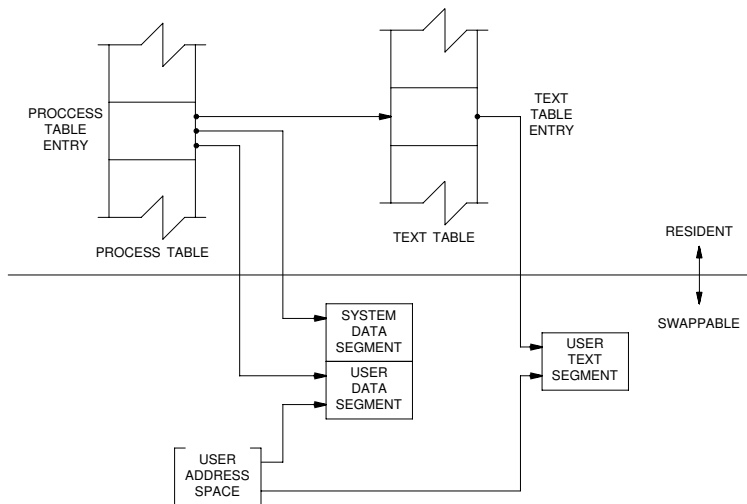 PROCCESS
TABLE
ENTRY
TEXT
TABLE
ENTRY
PROCESS TABLE
TEXT TABLE
RESIDENT
SWAPPABLE
SYSTEM
DATA
SEGMENT
USER
DATA
SEGMENT
USER
TEXT
SEGMENT
USER
ADDRESS
SPACE